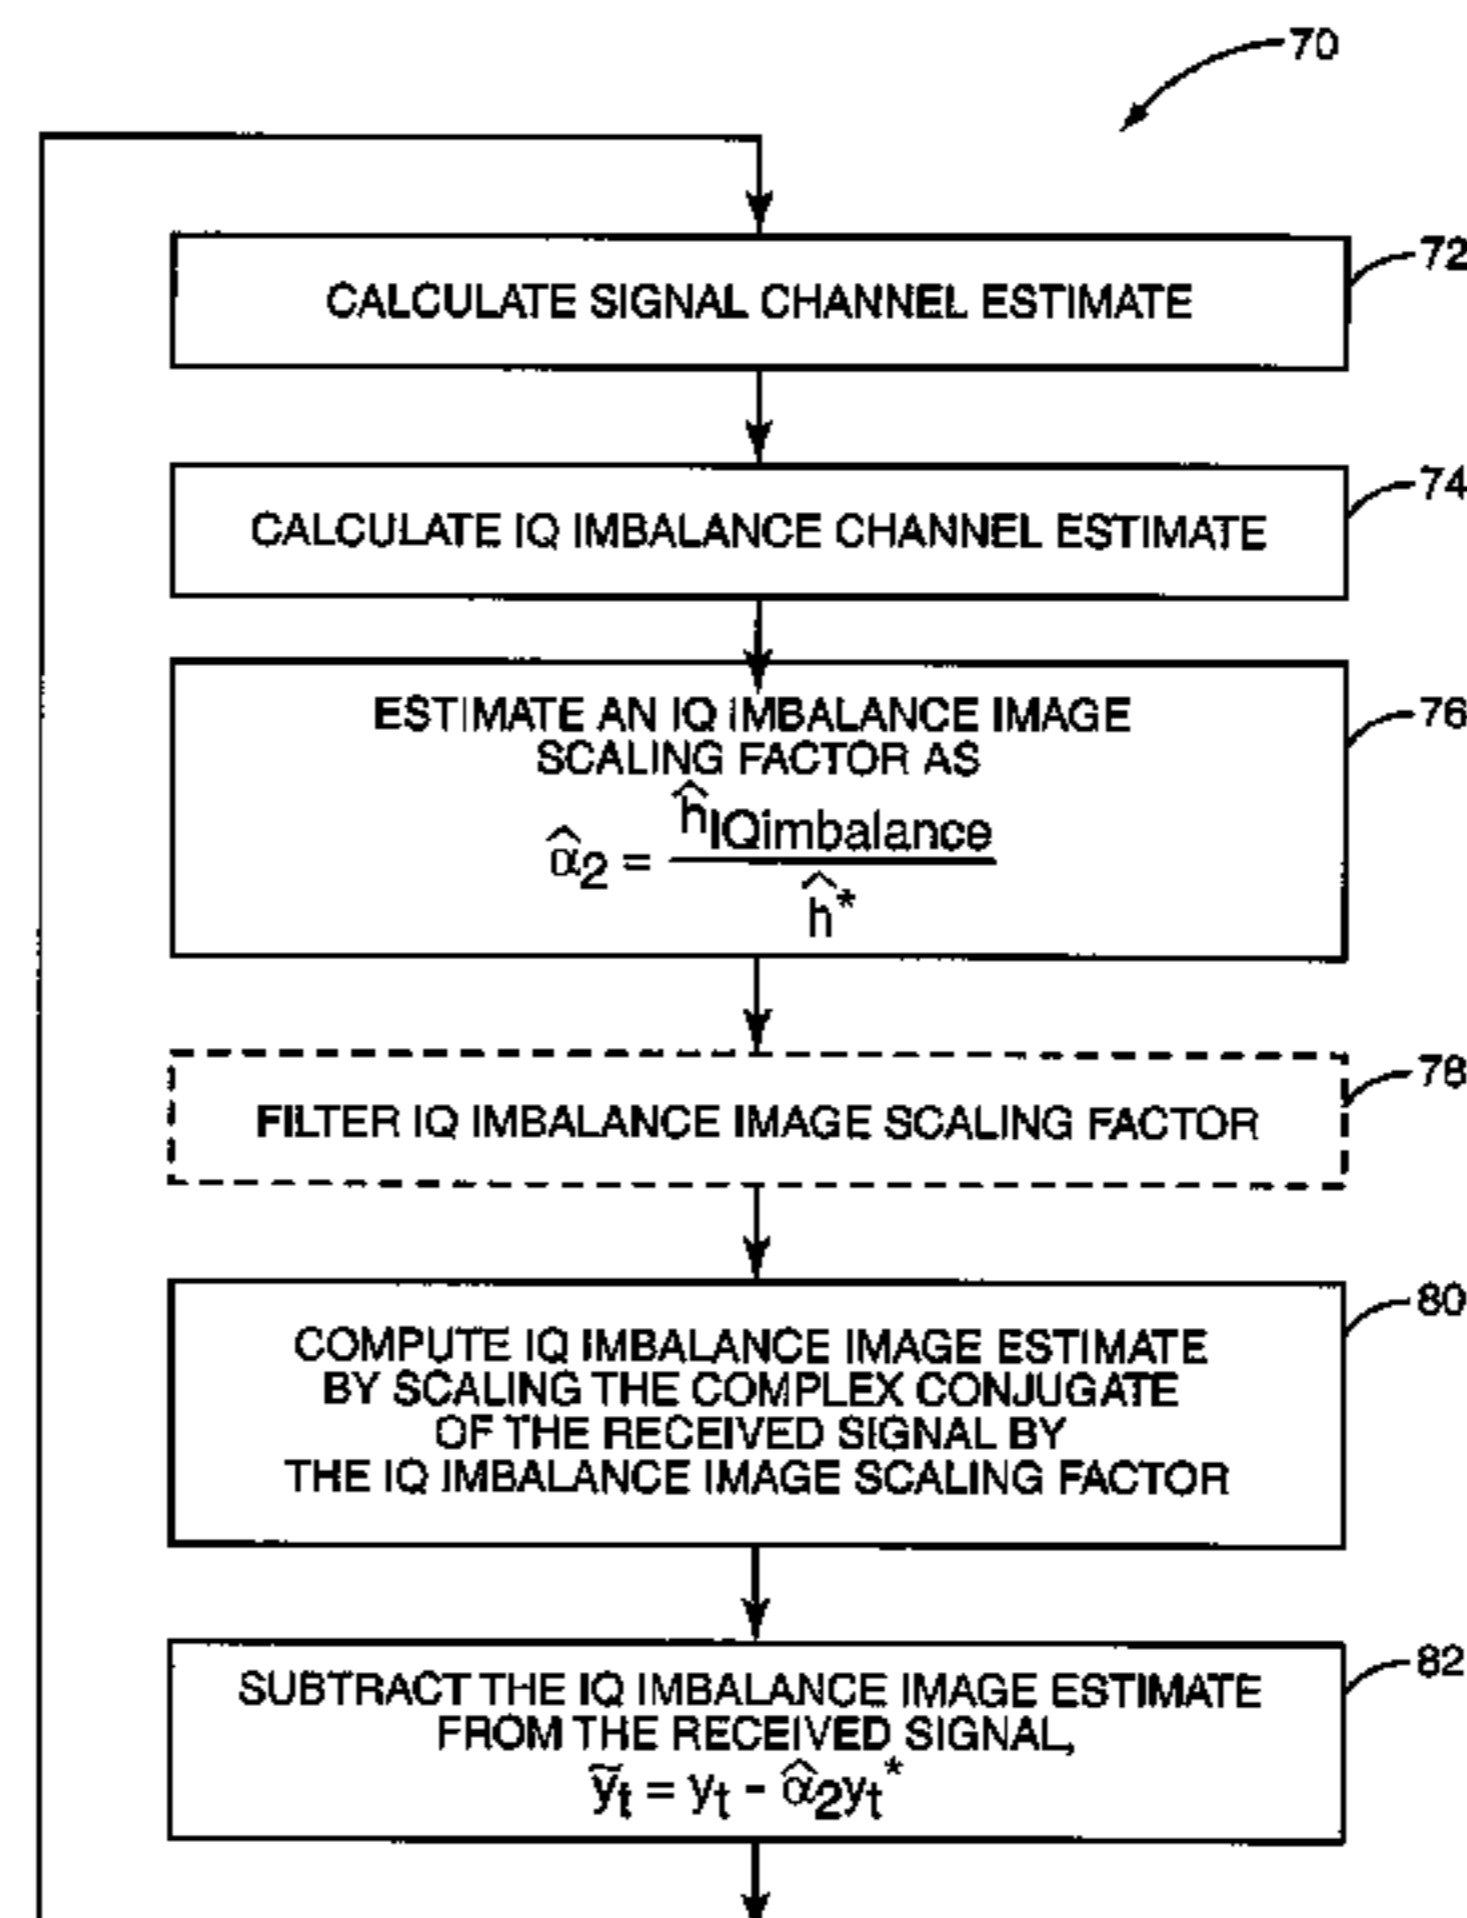 70
CALCULATE SIGNAL CHANNEL ESTIMATE
72
CALCULATE IQ IMBALANCE CHANNEL ESTIMATE
74
ESTIMATE AN IQ IMBALANCE IMAGE
SCALING FACTOR AS
α̂₂ = ĥIQimbalance / ĥ*
76
FILTER IQ IMBALANCE IMAGE SCALING FACTOR
78
COMPUTE IQ IMBALANCE IMAGE ESTIMATE
BY SCALING THE COMPLEX CONJUGATE
OF THE RECEIVED SIGNAL BY
THE IQ IMBALANCE IMAGE SCALING FACTOR
80
SUBTRACT THE IQ IMBALANCE IMAGE ESTIMATE
FROM THE RECEIVED SIGNAL,
ỹₜ = yₜ - α̂₂yₜ*
82